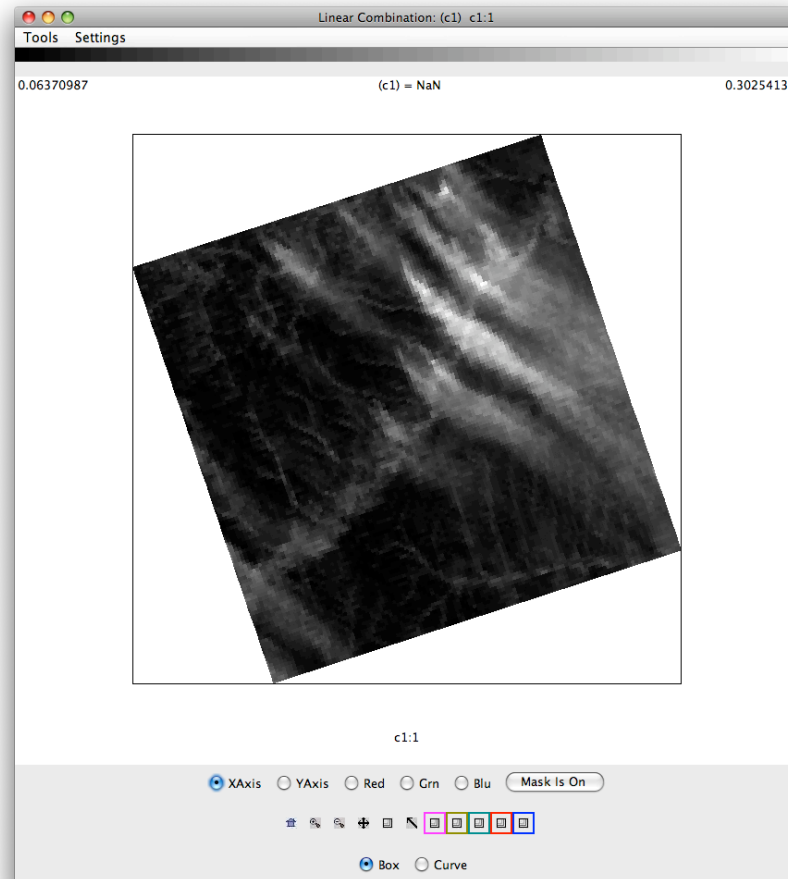 Linear Combination: (c1) c1:1
Tools Settings
0.06370987 (c1) = NaN 0.3025413
c1:1
XAxis YAxis Red Grn Blu Mask Is On
Box Curve